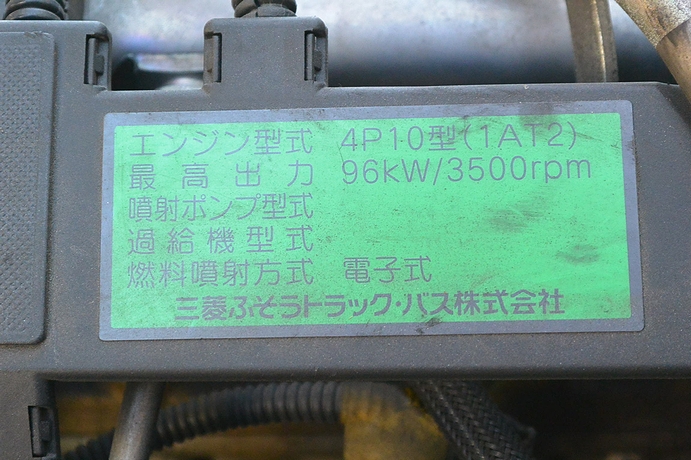 エンジン型式 4P10型(1AT2)
最高出力 96kW/3500rpm
噴射ポンプ型式
過給機型式
燃料噴射方式 電子式
三菱ふそうトラック・バス株式会社